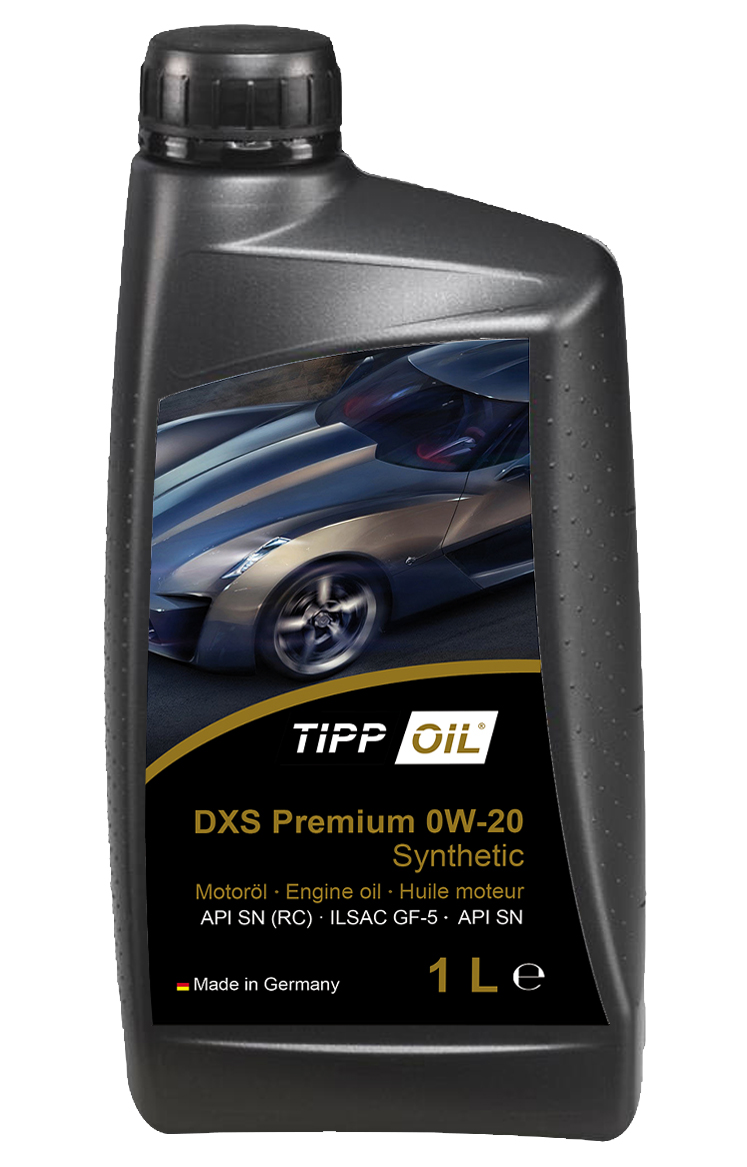 TIPP OIL®
DXS Premium 0W-20
Synthetic
Motoröl · Engine oil · Huile moteur
API SN (RC) · ILSAC GF-5 · API SN
1 L ℮
Made in Germany